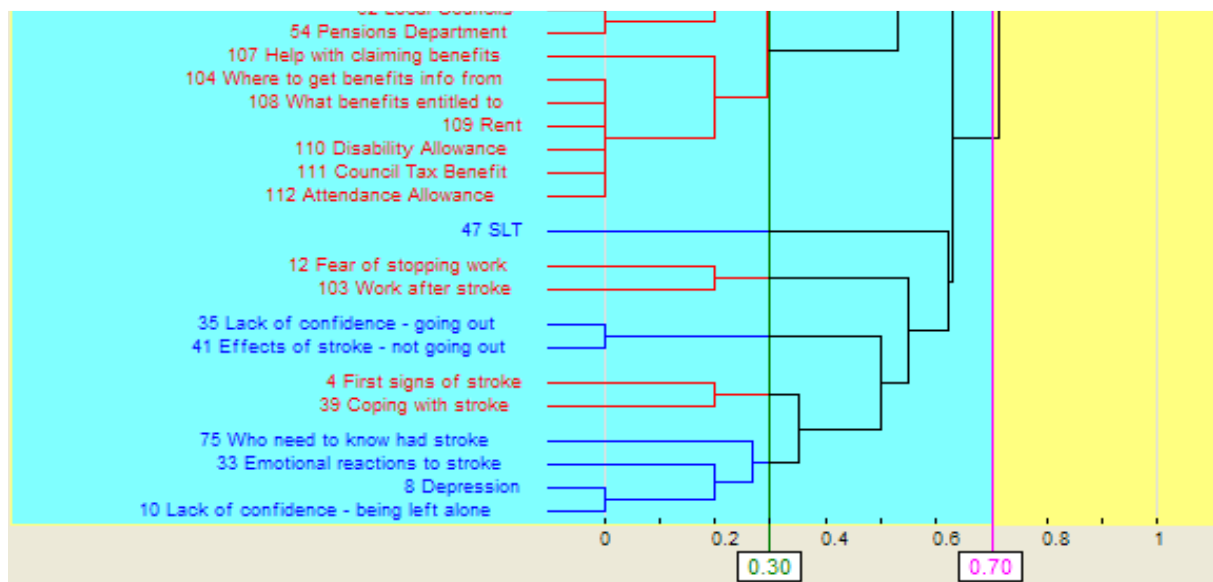 54 Pensions Department
107 Help with claiming benefits
104 Where to get benefits info from
108 What benefits entitled to
109 Rent
110 Disability Allowance
111 Council Tax Benefit
112 Attendance Allowance
47 SLT
12 Fear of stopping work
103 Work after stroke
35 Lack of confidence - going out
41 Effects of stroke - not going out
4 First signs of stroke
39 Coping with stroke
75 Who need to know had stroke
33 Emotional reactions to stroke
8 Depression
10 Lack of confidence - being left alone
0 0.2 0.4 0.6 0.8 1
0.30 0.70